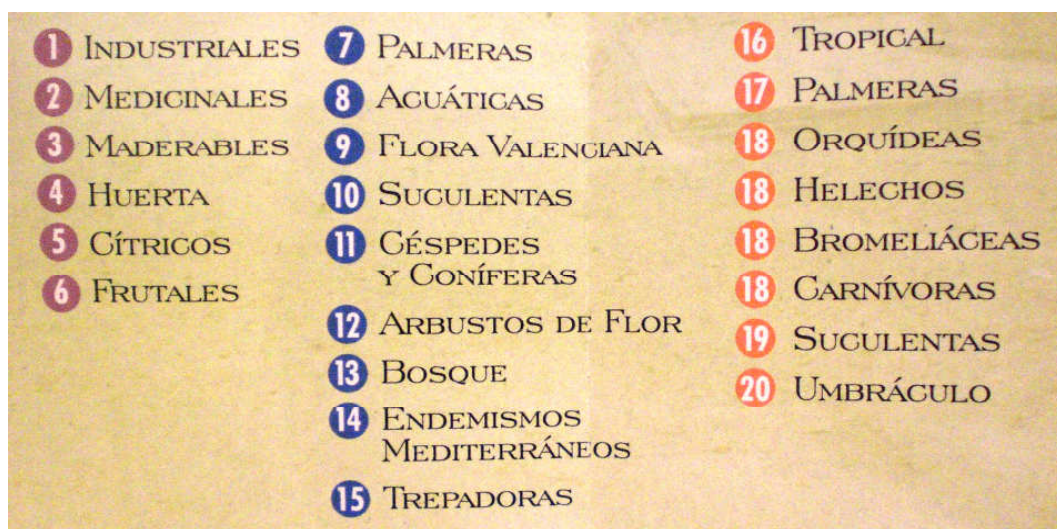 1 INDUSTRIALES
2 MEDICINALES
3 MADERABLES
4 HUERTA
5 CÍTRICOS
6 FRUTALES
7 PALMERAS
8 ACUÁTICAS
9 FLORA VALENCIANA
10 SUCULENTAS
11 CÉSPEDES
Y CONÍFERAS
12 ARBUSTOS DE FLOR
13 BOSQUE
14 ENDEMISMOS
MEDITERRÁNEOS
15 TREPADORAS
16 TROPICAL
17 PALMERAS
18 ORQUÍDEAS
18 HELECHOS
18 BROMELIÁCEAS
18 CARNÍVORAS
19 SUCULENTAS
20 UMBRÁCULO